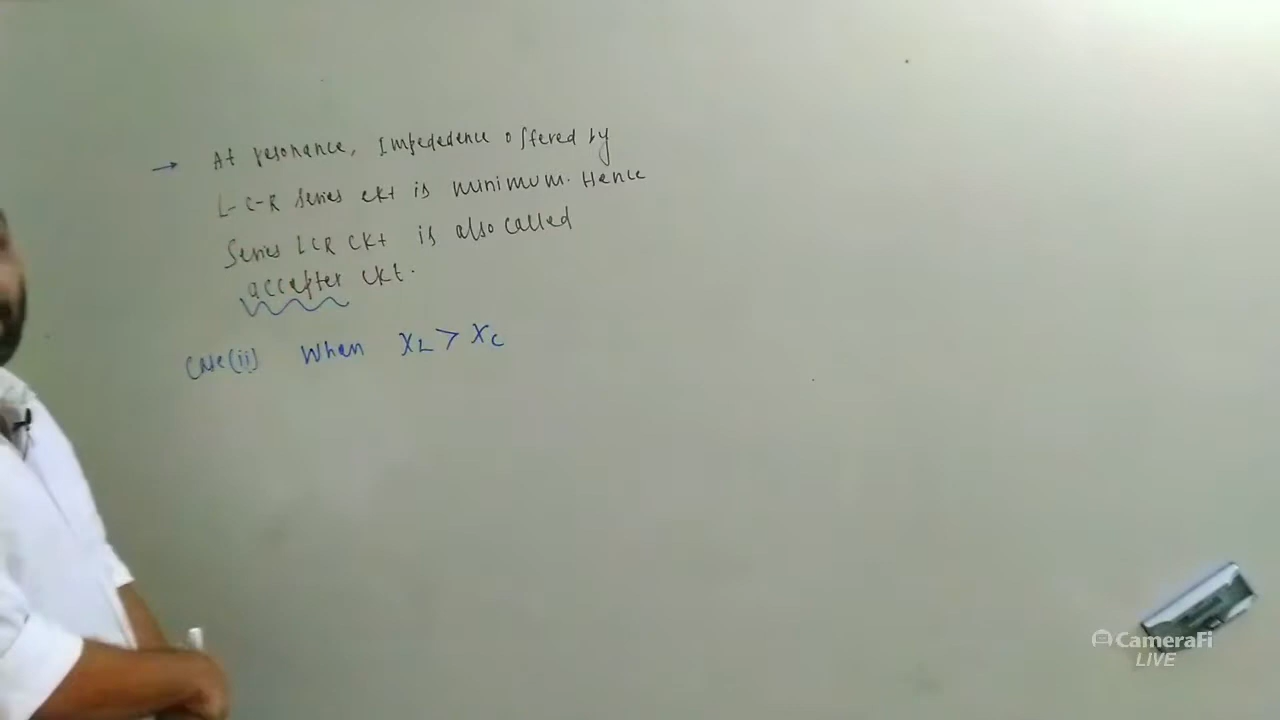 → At resonance, Impededence offered by
L-C-R series ckt is minimum. Hence
Series LCR Ckt is also called
accepter ckt.
Case(ii) When XL > XC
CameraFi
LIVE